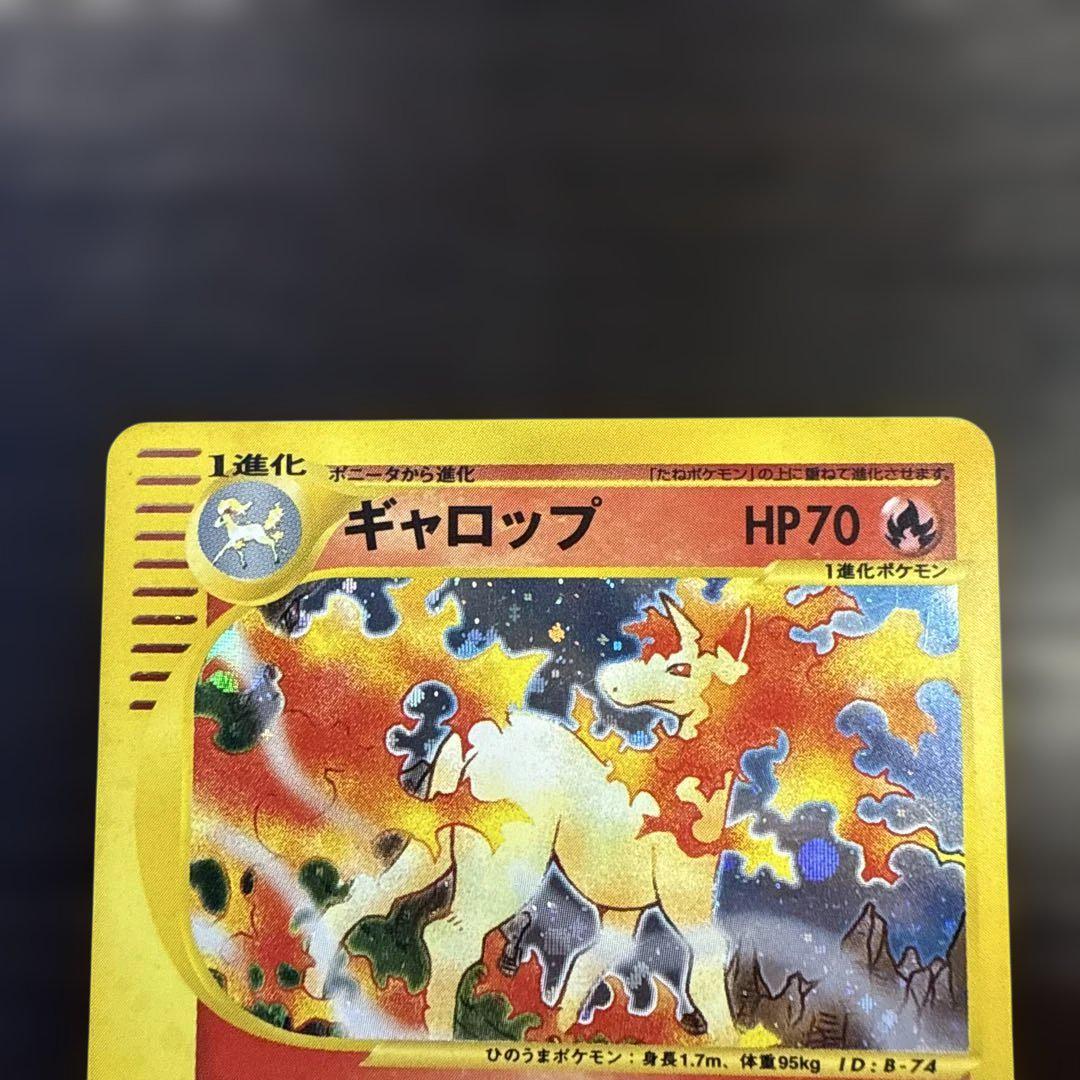 1進化
ポニータから進化
「たねポケモン」の上に重ねて進化させます。
ギャロップ HP70
1進化ポケモン
ひのうまポケモン：身長1.7m、体重95kg ID:B-74